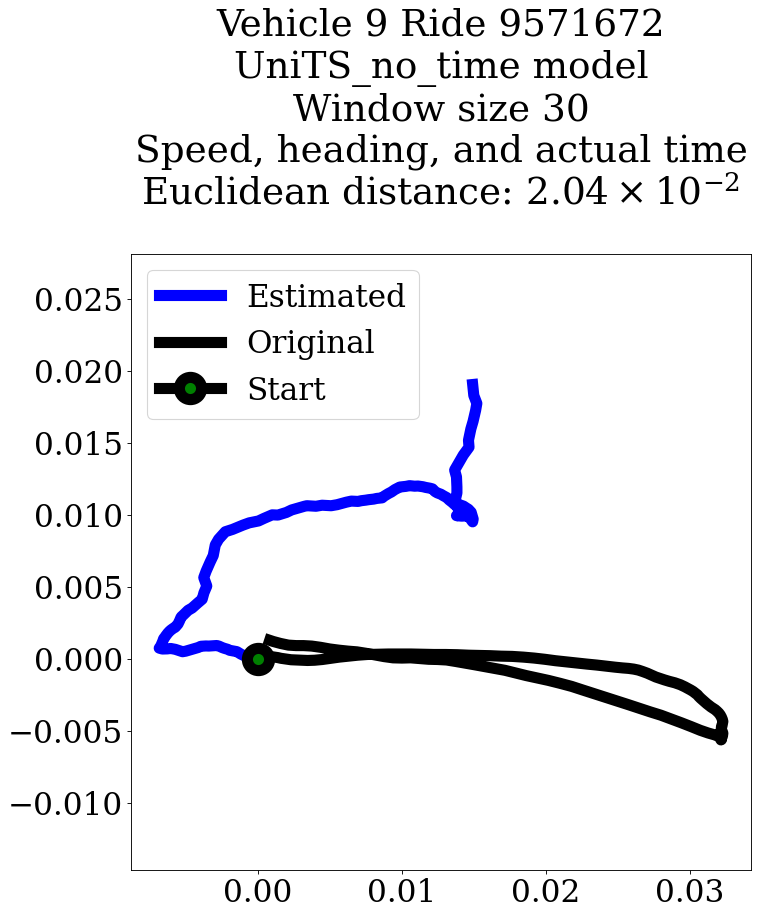 Vehicle 9 Ride 9571672
UniTS_no_time model
Window size 30
Speed, heading, and actual time
Euclidean distance: 2.04 × 10⁻²
Estimated
Original
Start
0.025
0.020
0.015
0.010
0.005
0.000
−0.005
−0.010
0.00 0.01 0.02 0.03